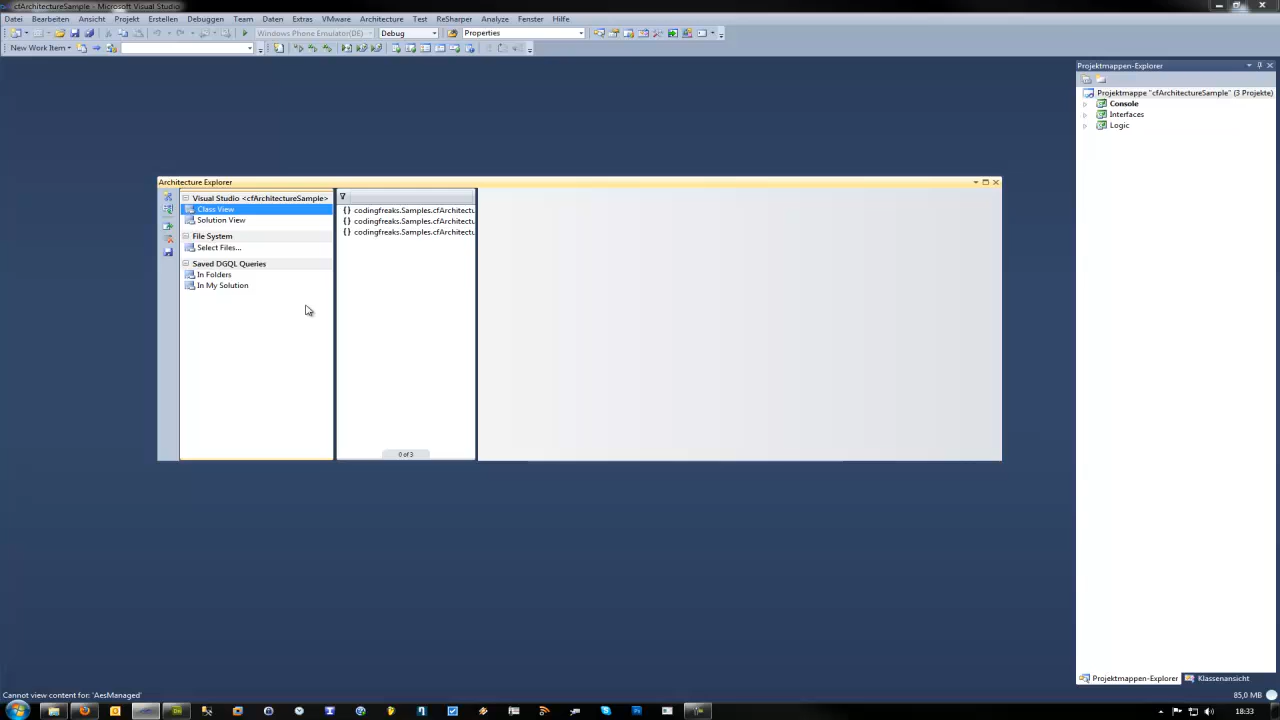 cfArchitectureSample - Microsoft Visual Studio
Datei Bearbeiten Ansicht Projekt Erstellen Debuggen Team Daten Extras VMware Architecture Test ReSharper Analyze Fenster Hilfe
Windows Phone Emulator(DE) Debug Properties
New Work Item
Projektmappen-Explorer
Projektmappe "cfArchitectureSample" (3 Projekte)
Console
Interfaces
Logic
Architecture Explorer
Visual Studio <cfArchitectureSample>
Class View
Solution View
File System
Select Files...
Saved DGQL Queries
In Folders
In My Solution
{} codingfreaks.Samples.cfArchitectu
{} codingfreaks.Samples.cfArchitectu
{} codingfreaks.Samples.cfArchitectu
0 of 3
Projektmappen-Explorer Klassenansicht
Cannot view content for: 'AesManaged'
85,0 MB
18:33